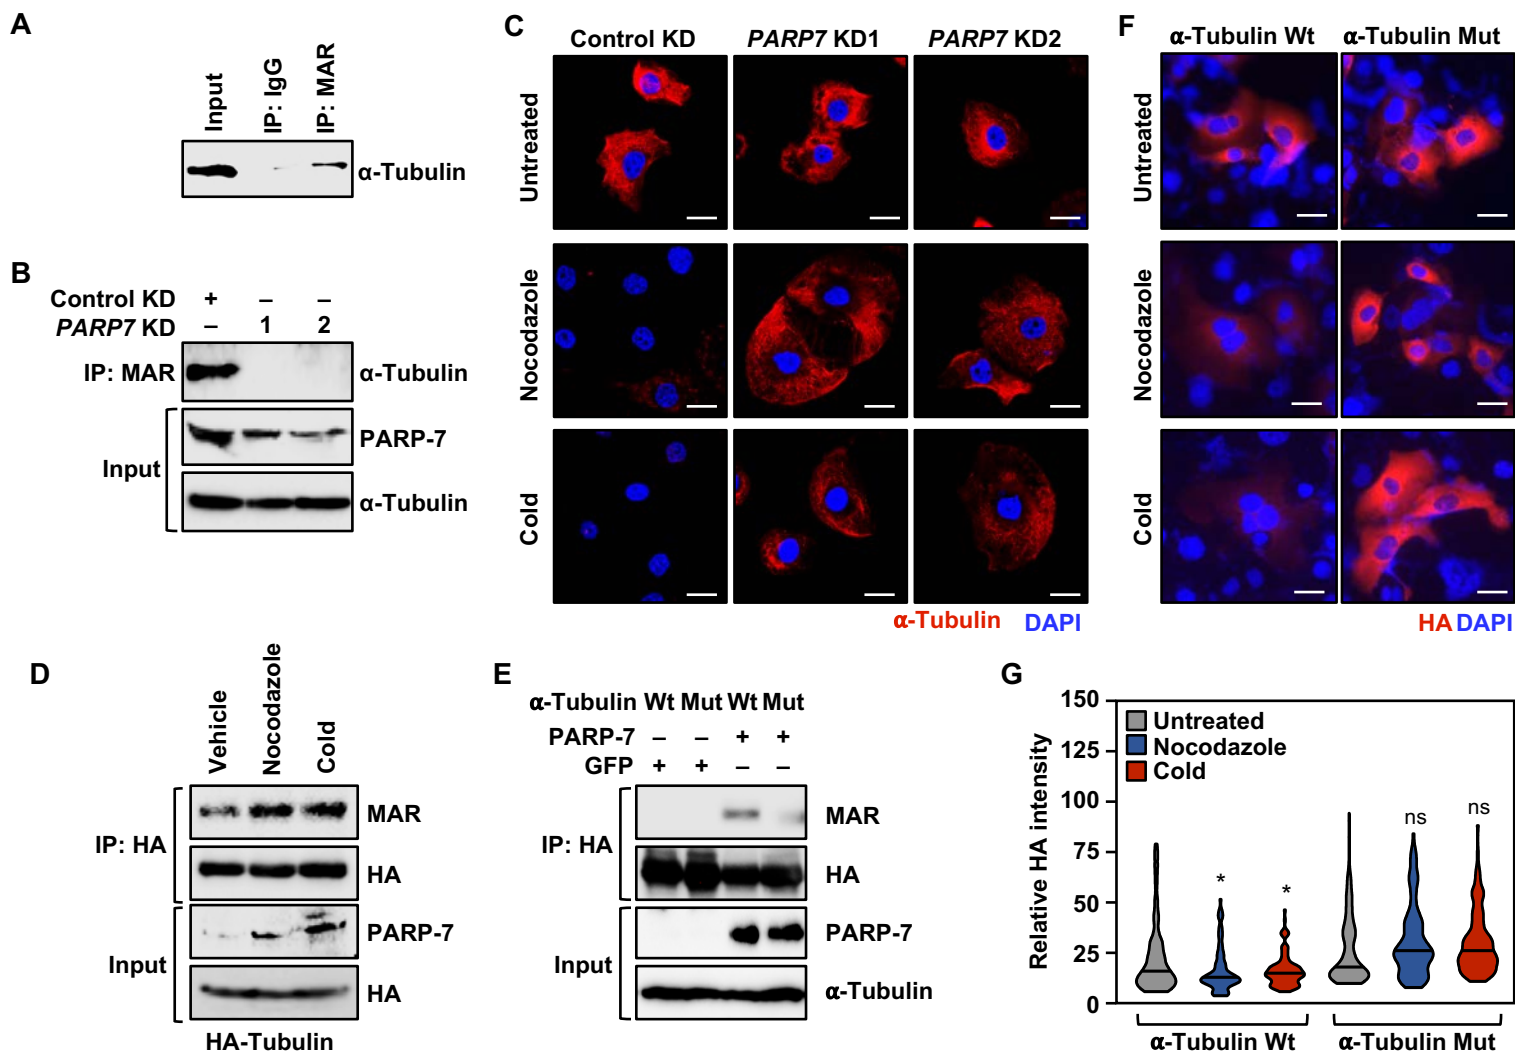 A
Input
IP: IgG
IP: MAR
α-Tubulin
B
Control KD + – –
PARP7 KD – 1 2
IP: MAR
α-Tubulin
Input
PARP-7
α-Tubulin
C
Control KD PARP7 KD1 PARP7 KD2
Untreated
Nocodazole
Cold
α-Tubulin DAPI
D
Vehicle
Nocodazole
Cold
IP: HA
MAR
HA
Input
PARP-7
HA
HA-Tubulin
E
α-Tubulin Wt Mut Wt Mut
PARP-7 – – + +
GFP + + – –
IP: HA
MAR
HA
Input
PARP-7
α-Tubulin
F
α-Tubulin Wt α-Tubulin Mut
Untreated
Nocodazole
Cold
HA DAPI
G
Relative HA intensity
150
125
100
75
50
25
0
Untreated
Nocodazole
Cold
* * ns ns
α-Tubulin Wt α-Tubulin Mut